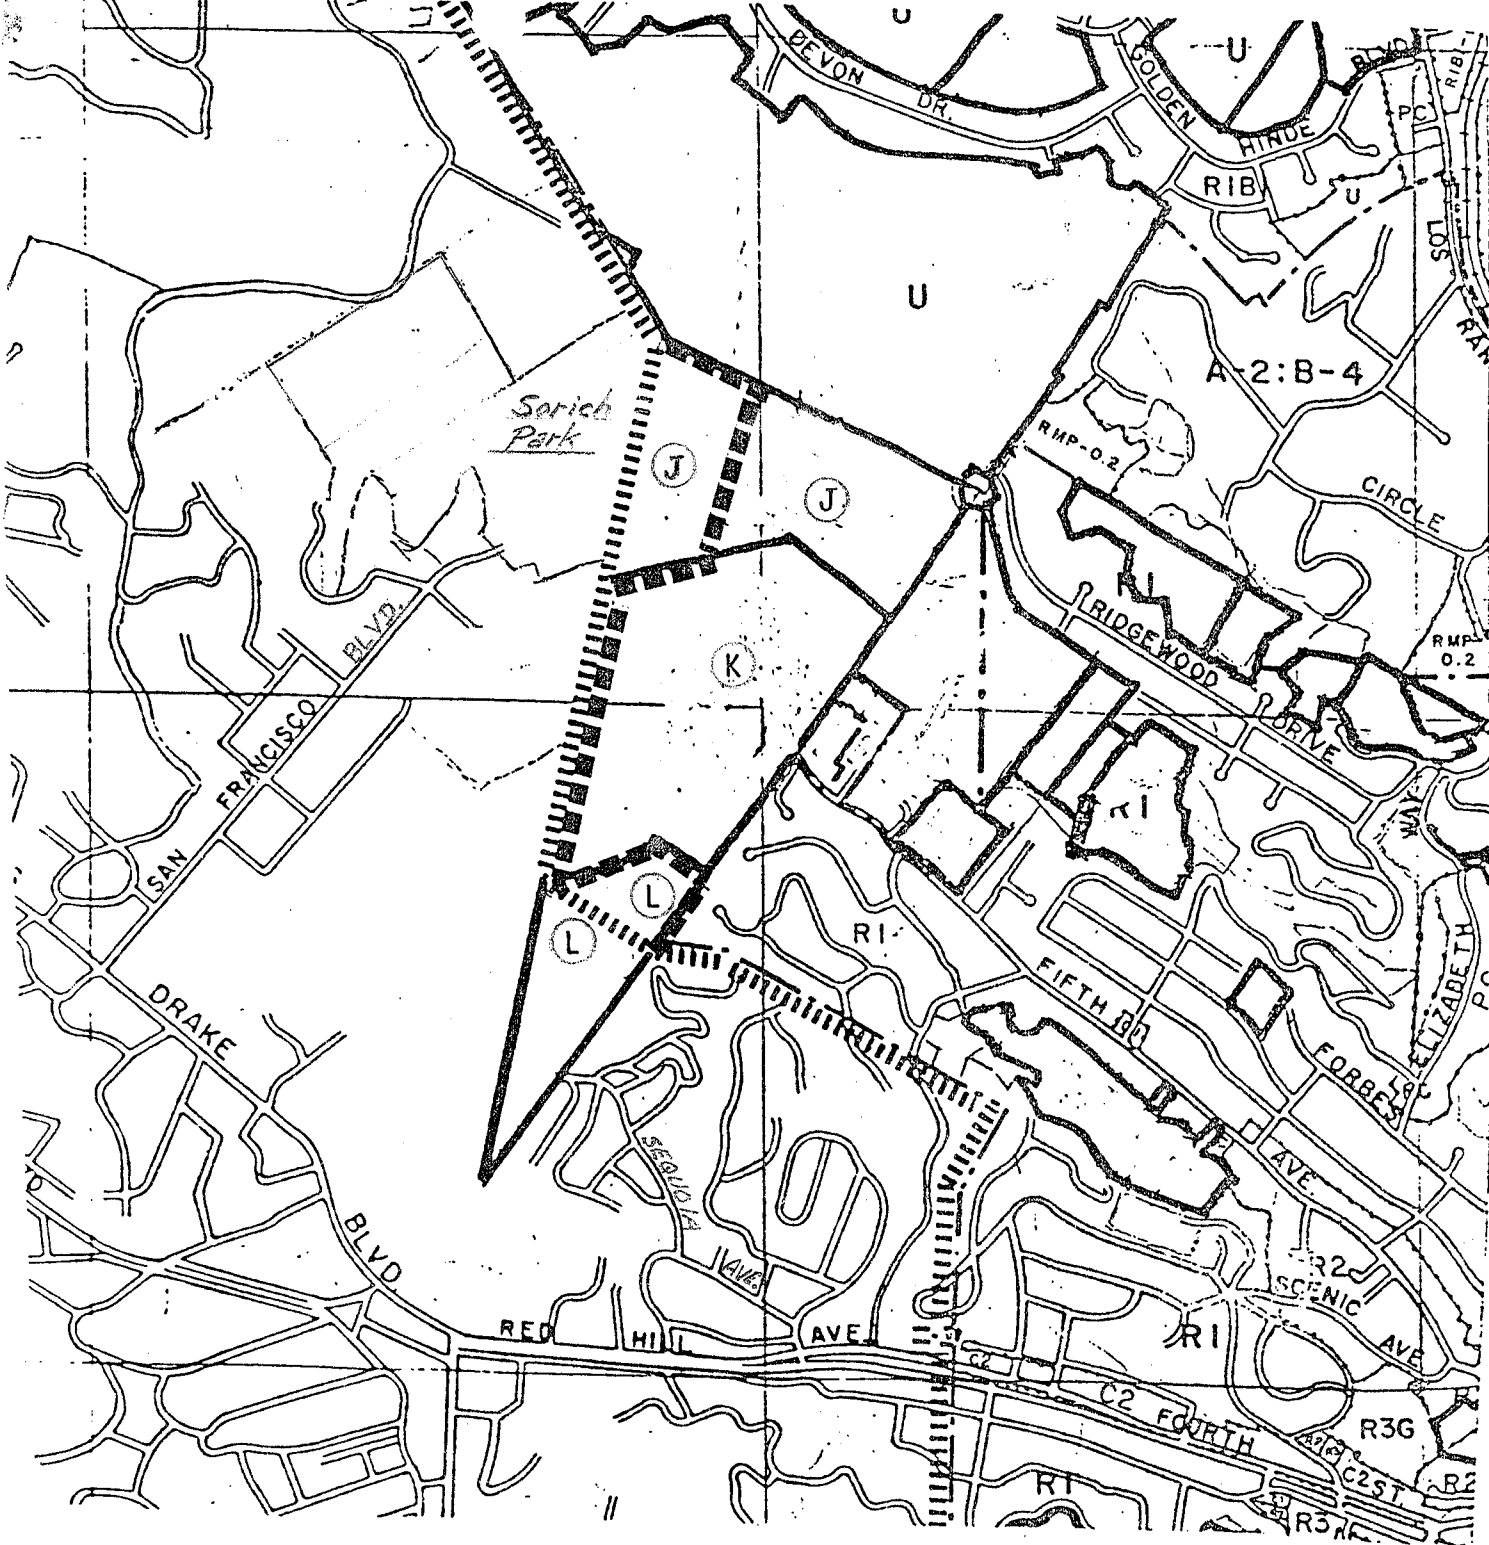 U
U
DEVON
DR.
GOLDEN
HINDE
BLVD.
RIB
PC
RIB
U
LOS
RAN
U
A-2:B-4
Sorich
Park
RMP-0.2
J
J
CIRCLE
R1
RIDGEWOOD
DRIVE
RMP-
0.2
BLVD.
K
FRANCISCO
SAN
R1
WAY
L
L
R1
ELIZABETH
FIFTH
FORBES
DRAKE
AVE.
SEQUOIA
AVE
BLVD.
R2
SCENIC
AVE
RED
HILL
AVE.
R1
C2
C2
FOURTH
R3G
C2 ST.
R2
R1
R3